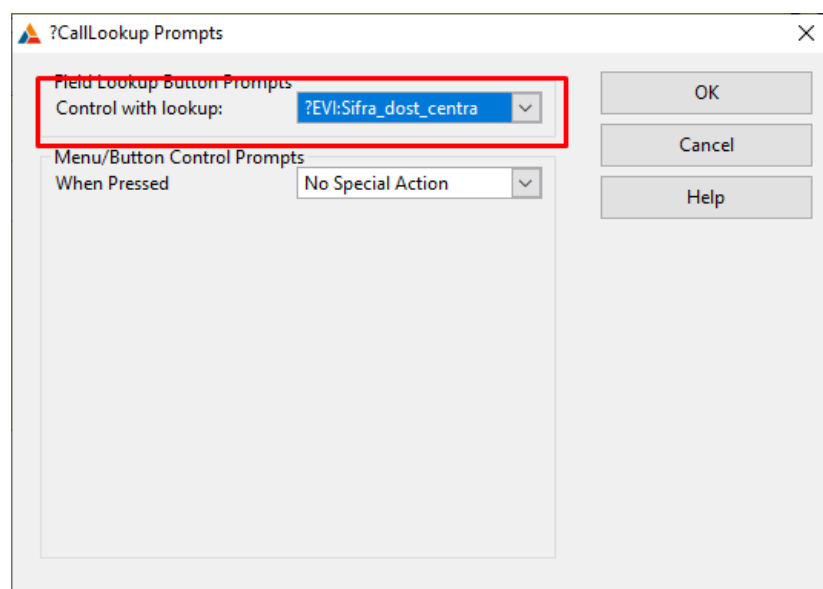 ?CallLookup Prompts
Field Lookup Button Prompts
Control with lookup: ?EVI:Sifra_dost_centra
Menu/Button Control Prompts
When Pressed No Special Action
OK
Cancel
Help